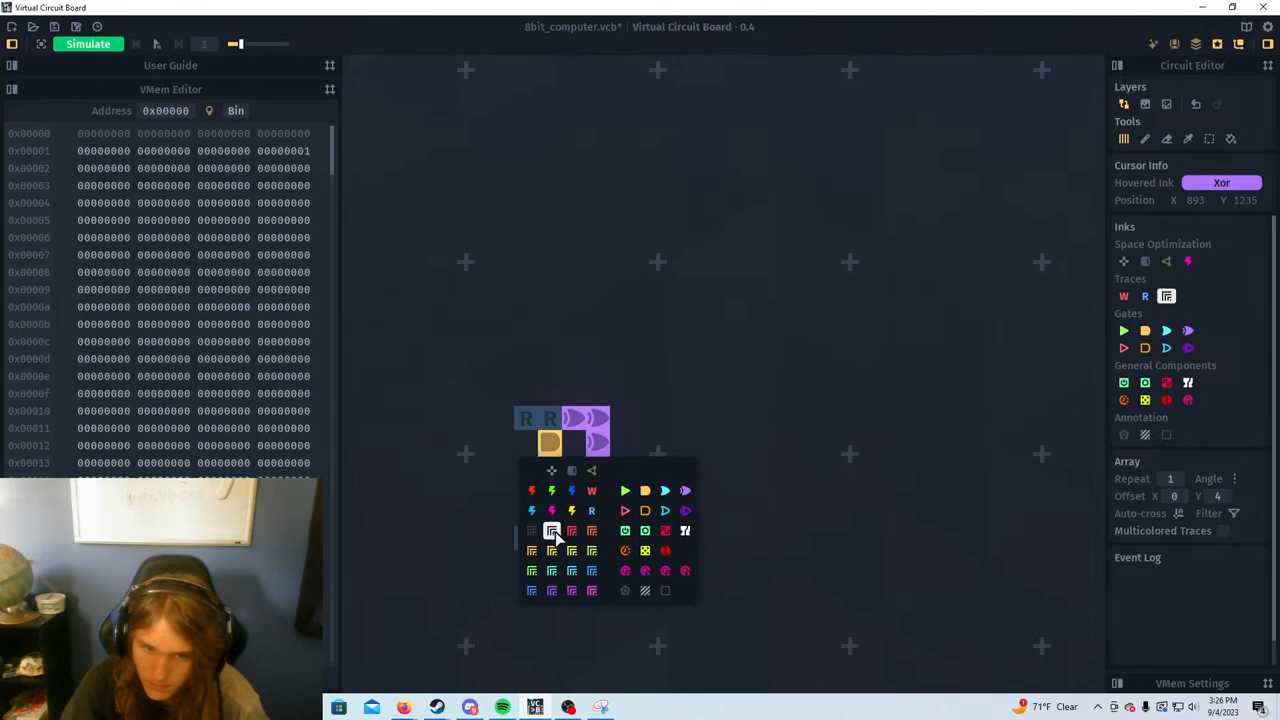 Virtual Circuit Board
8bit_computer.vcb* | Virtual Circuit Board - 0.4
Simulate
1
User Guide
VMem Editor
Address 0x00000 Bin
0x00000 00000000 00000000 00000000 00000000
0x00001 00000000 00000000 00000000 00000001
0x00002 00000000 00000000 00000000 00000000
0x00003 00000000 00000000 00000000 00000000
0x00004 00000000 00000000 00000000 00000000
0x00005 00000000 00000000 00000000 00000000
0x00006 00000000 00000000 00000000 00000000
0x00007 00000000 00000000 00000000 00000000
0x00008 00000000 00000000 00000000 00000000
0x00009 00000000 00000000 00000000 00000000
0x0000a 00000000 00000000 00000000 00000000
0x0000b 00000000 00000000 00000000 00000000
0x0000c 00000000 00000000 00000000 00000000
0x0000d 00000000 00000000 00000000 00000000
0x0000e 00000000 00000000 00000000 00000000
0x0000f 00000000 00000000 00000000 00000000
0x00010 00000000 00000000 00000000 00000000
0x00011 00000000 00000000 00000000 00000000
0x00012 00000000 00000000 00000000 00000000
0x00013 00000000 00000000 00000000 00000000
R R
W
R
Circuit Editor
Layers
Tools
Cursor Info
Hovered Ink Xor
Position X 893 Y 1235
Inks
Space Optimization
Traces
W R
Gates
General Components
Annotation
Array
Repeat 1 Angle
Offset X 0 Y 4
Auto-cross Filter
Multicolored Traces
Event Log
VMem Settings
71°F Clear
3:26 PM
9/4/2023